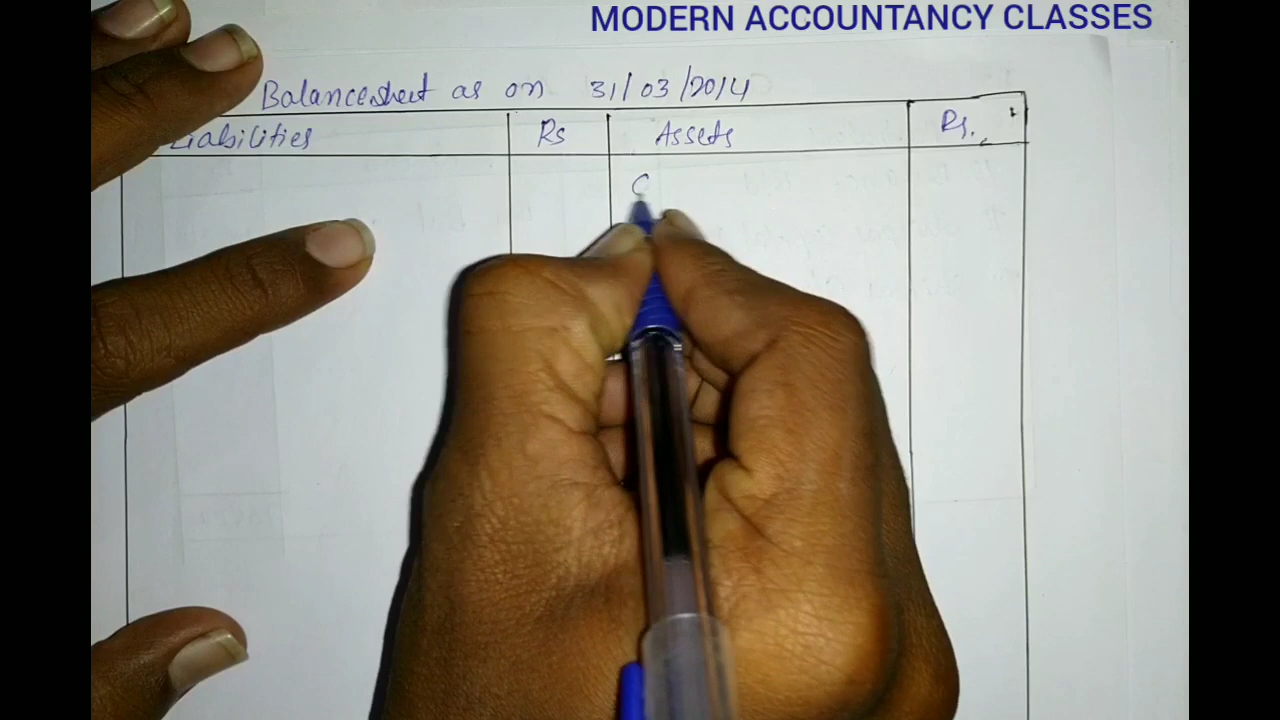 MODERN ACCOUNTANCY CLASSES
Balancesheet as on 31/03/2014
Liabilities Rs Assets Rs.
C